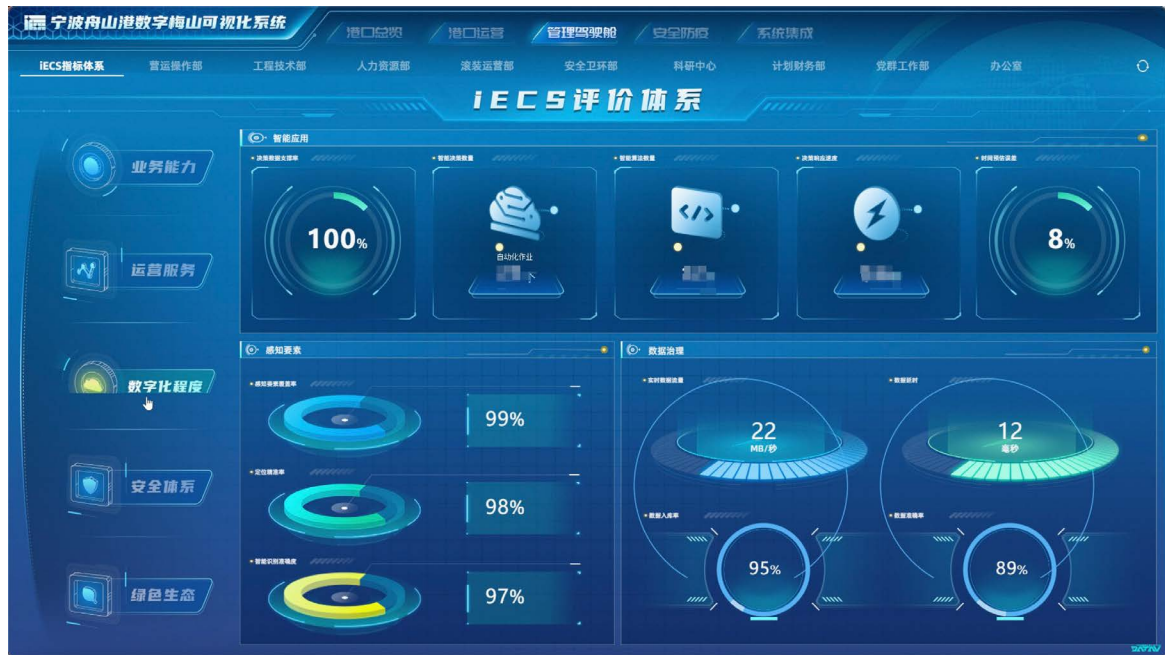 宁波舟山港数字梅山可视化系统
港口总览 港口运营 管理驾驶舱 安全防疫 系统集成
iECS指标体系 营运操作部 工程技术部 人力资源部 滚装运营部 安全卫环部 科研中心 计划财务部 党群工作部 办公室
iECS评价体系
业务能力
运营服务
数字化程度
安全体系
绿色生态
智能应用
决策数据支撑率 智能决策数量 智能算法数量 决策响应速度 时间预估误差
100%
自动化作业
8%
感知要素
感知要素覆盖率
99%
定位精准率
98%
智能识别准确度
97%
数据治理
实时数据流量 数据延时
22 12
MB/秒 毫秒
数据入库率 数据准确率
95% 89%
DATAV